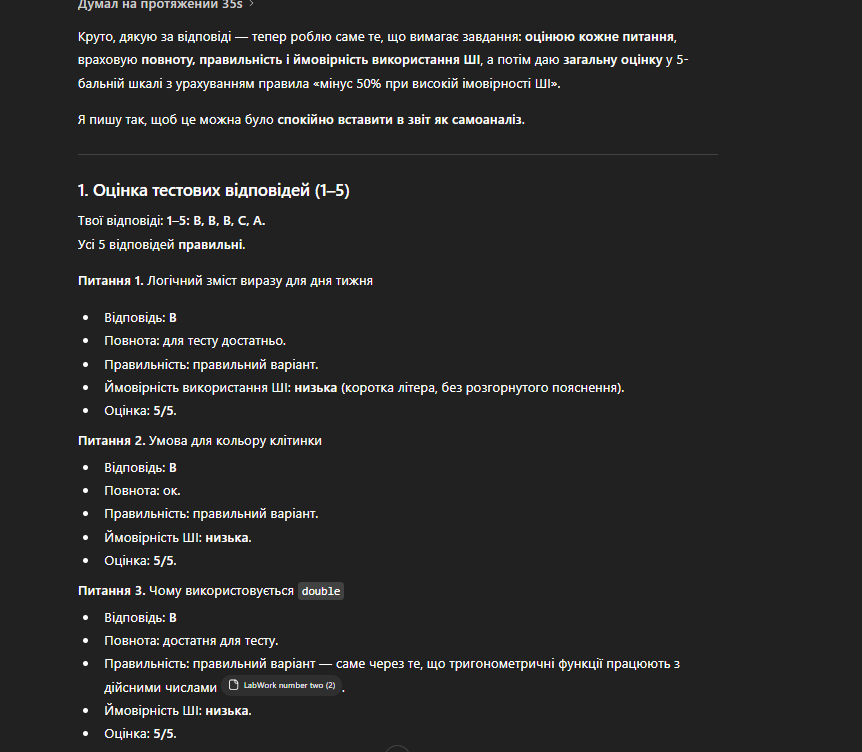 Думал на протяжении 35s >
Круто, дякую за відповіді — тепер роблю саме те, що вимагає завдання: оцінюю кожне питання,
враховую повноту, правильність і ймовірність використання ШІ, а потім даю загальну оцінку у 5-
бальній шкалі з урахуванням правила «мінус 50% при високій імовірності ШІ».
Я пишу так, щоб це можна було спокійно вставити в звіт як самоаналіз.
1. Оцінка тестових відповідей (1–5)
Твої відповіді: 1–5: B, B, B, C, A.
Усі 5 відповідей правильні.
Питання 1. Логічний зміст виразу для дня тижня
• Відповідь: B
• Повнота: для тесту достатньо.
• Правильність: правильний варіант.
• Ймовірність використання ШІ: низька (коротка літера, без розгорнутого пояснення).
• Оцінка: 5/5.
Питання 2. Умова для кольору клітинки
• Відповідь: B
• Повнота: ок.
• Правильність: правильний варіант.
• Ймовірність ШІ: низька.
• Оцінка: 5/5.
Питання 3. Чому використовується double
• Відповідь: B
• Повнота: достатня для тесту.
• Правильність: правильний варіант — саме через те, що тригонометричні функції працюють з
дійсними числами LabWork number two (2) .
• Ймовірність ШІ: низька.
• Оцінка: 5/5.